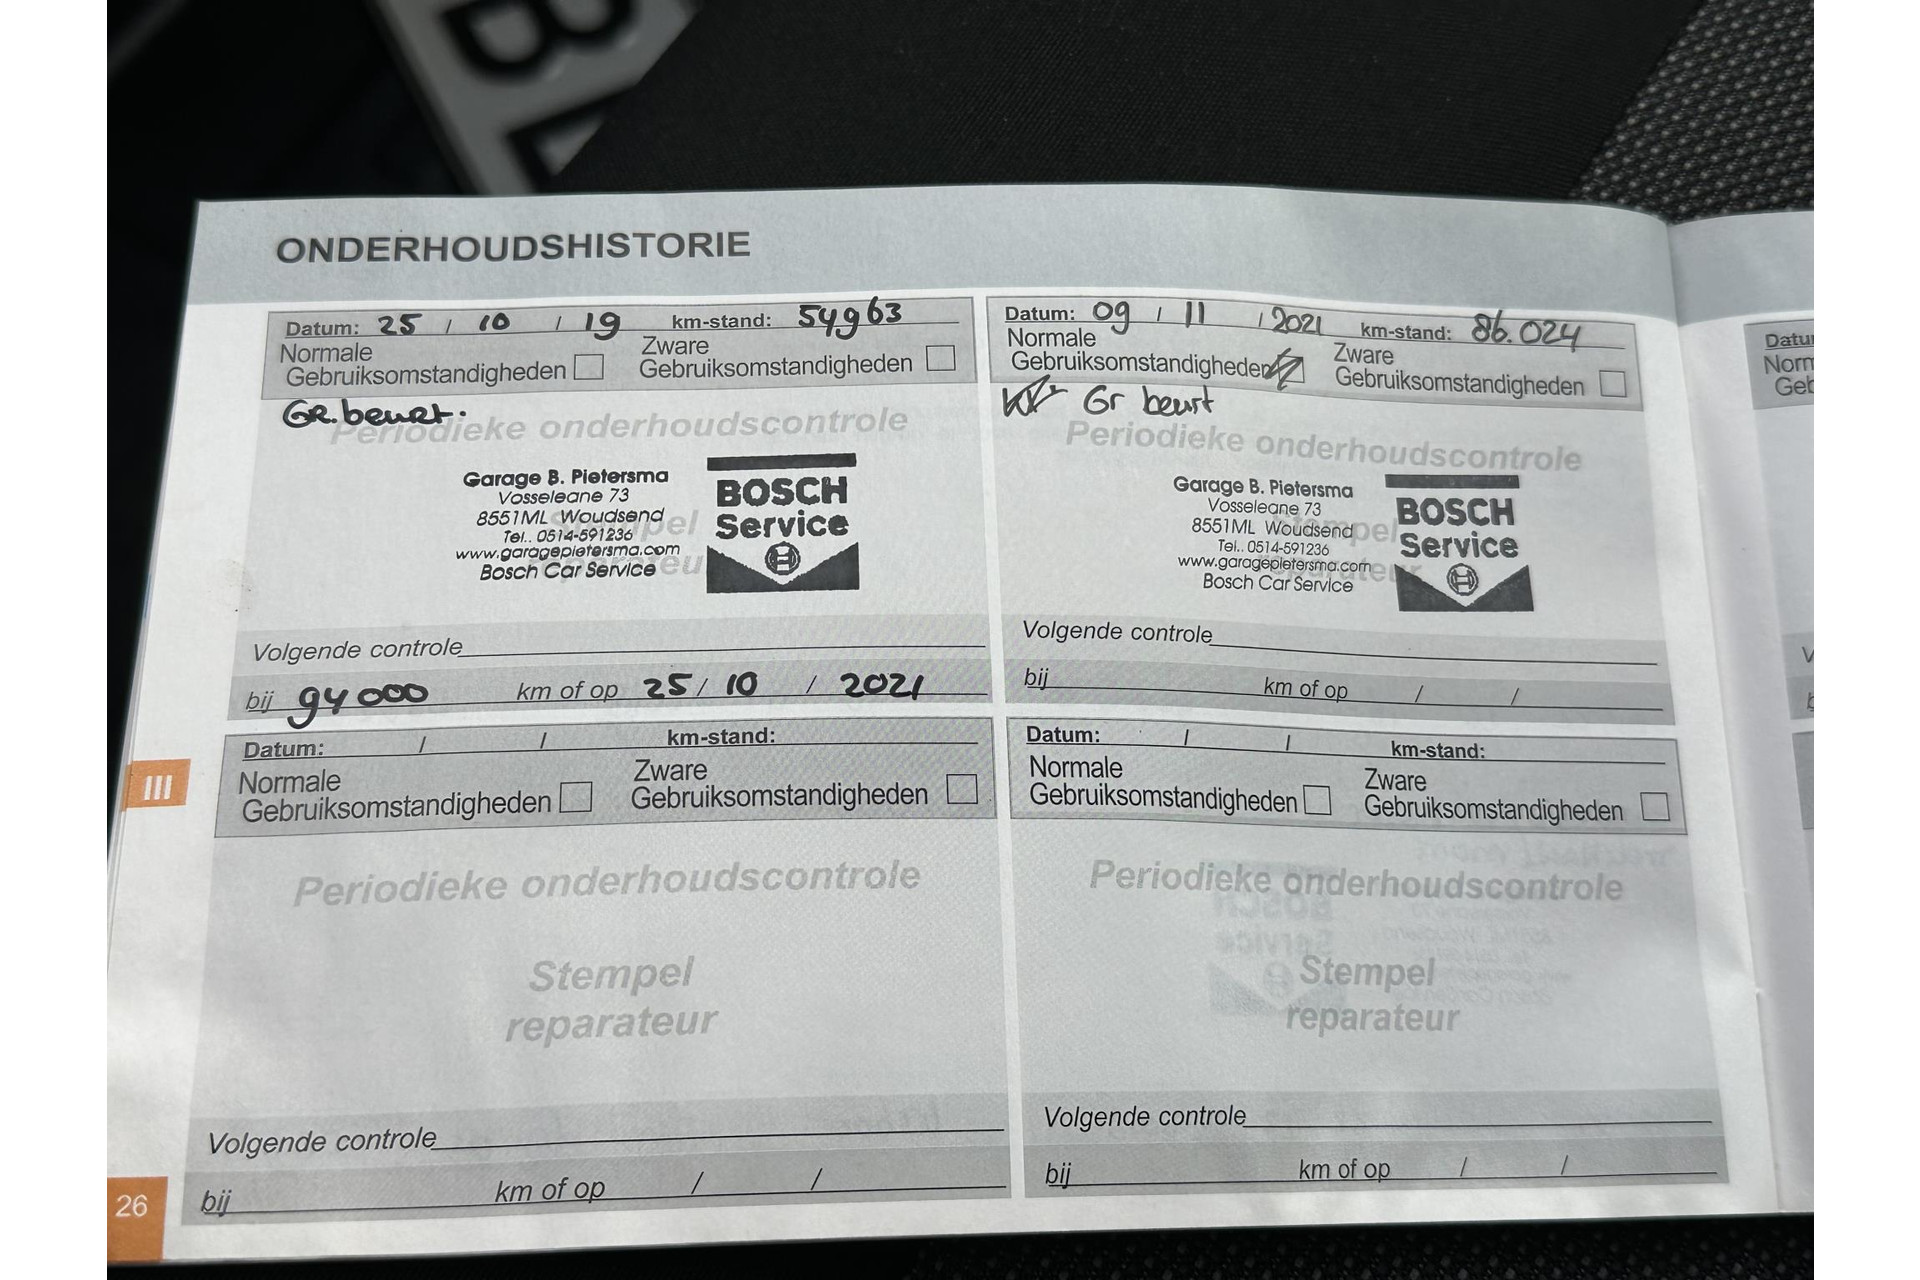 BL
ONDERHOUDSHISTORIE
Datum: 25 / 10 / 19 km-stand: 54963
Normale Gebruiksomstandigheden
Zware Gebruiksomstandigheden
Gr. beurt.
Periodieke onderhoudscontrole
Garage B. Pietersma
Vosseleane 73
8551ML Woudsend
Tel.. 0514-591236
www.garagepietersma.com
Bosch Car Service
BOSCH
Service
Stempel
reparateur
Volgende controle
bij 94000 km of op 25 / 10 / 2021
Datum: 09 / 11 / 2021 km-stand: 86.024
Normale Gebruiksomstandigheden
Zware Gebruiksomstandigheden
Gr beurt
Periodieke onderhoudscontrole
Garage B. Pietersma
Vosseleane 73
8551ML Woudsend
Tel.. 0514-591236
www.garagepietersma.com
Bosch Car Service
BOSCH
Service
Stempel
reparateur
Volgende controle
bij km of op / /
Datum: / / km-stand:
Normale
Gebruiksomstandigheden
Zware
Gebruiksomstandigheden
Periodieke onderhoudscontrole
Stempel
reparateur
Volgende controle
bij km of op / /
Datum: / / km-stand:
Normale
Gebruiksomstandigheden
Zware
Gebruiksomstandigheden
Periodieke onderhoudscontrole
Stempel
reparateur
Volgende controle
bij km of op / /
III
26